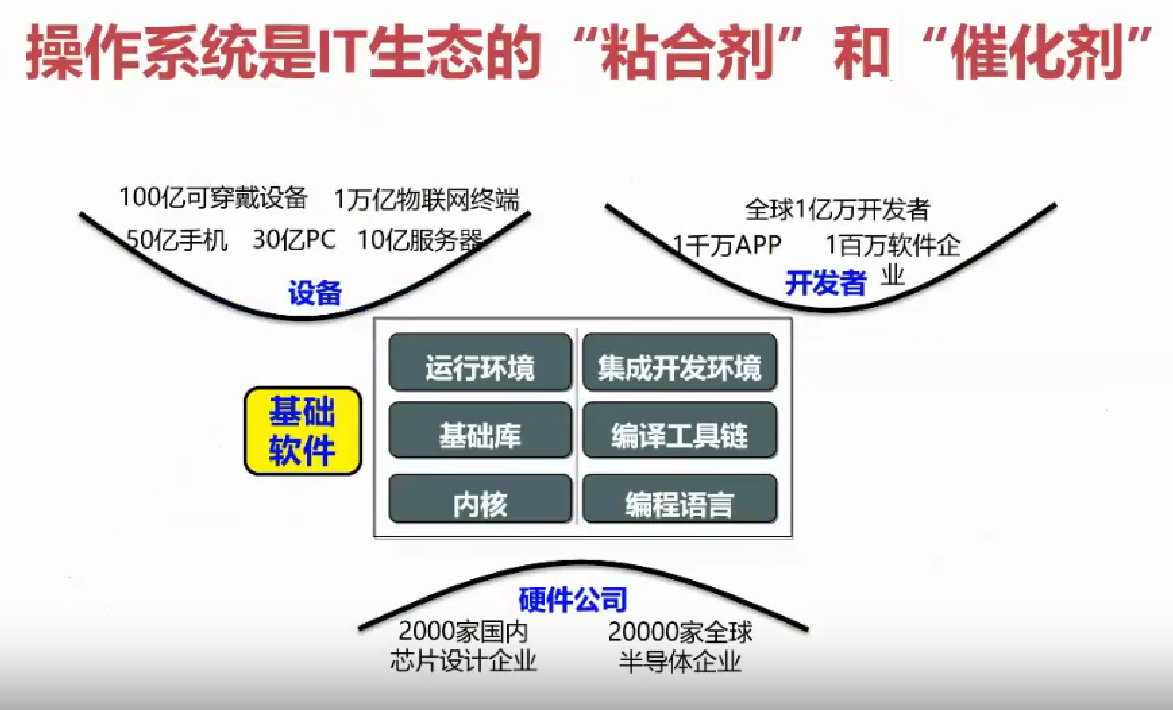 操作系统是IT生态的“粘合剂”和“催化剂”
100亿可穿戴设备 1万亿物联网终端
50亿手机 30亿PC 10亿服务器
设备
全球1亿万开发者
1千万APP 1百万软件企
业
开发者
基础
软件
运行环境 集成开发环境
基础库 编译工具链
内核 编程语言
硬件公司
2000家国内
芯片设计企业
20000家全球
半导体企业